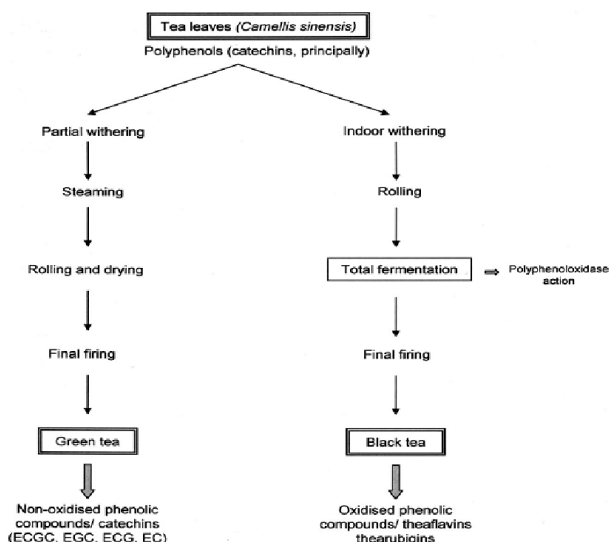 Tea leaves (Camellis sinensis)
Polyphenols (catechins, principally)
Partial withering
Indoor withering
Steaming
Rolling
Rolling and drying
Total fermentation
Polyphenoloxidase
action
Final firing
Final firing
Green tea
Black tea
Non-oxidised phenolic
compounds/ catechins
(ECGC, EGC, ECG, EC)
Oxidised phenolic
compounds/ theaflavins
thearubigins